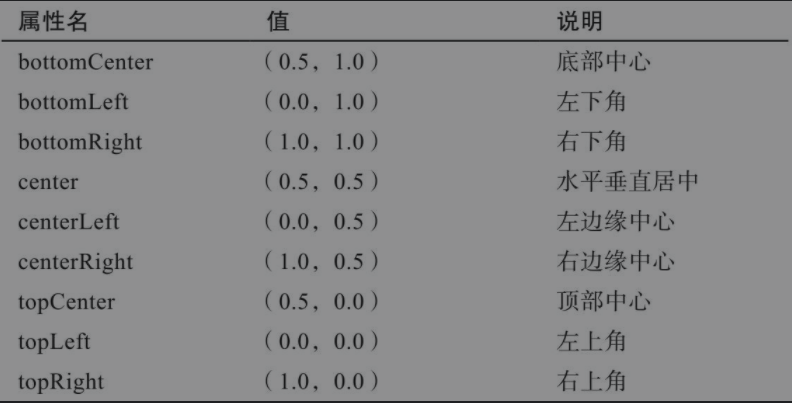 属性名 值 说明
bottomCenter （0.5，1.0） 底部中心
bottomLeft （0.0，1.0） 左下角
bottomRight （1.0，1.0） 右下角
center （0.5，0.5） 水平垂直居中
centerLeft （0.0，0.5） 左边缘中心
centerRight （1.0，0.5） 右边缘中心
topCenter （0.5，0.0） 顶部中心
topLeft （0.0，0.0） 左上角
topRight （1.0，0.0） 右上角